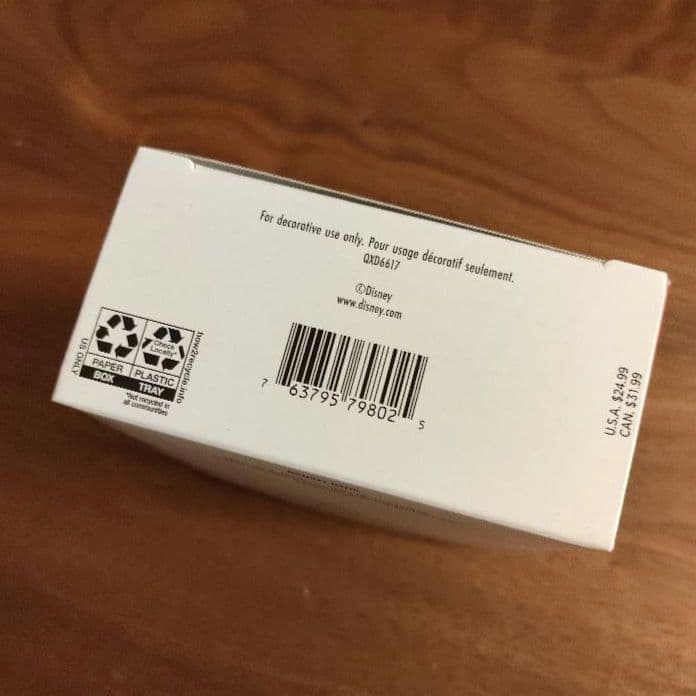 For decorative use only. Pour usage décoratif seulement.
QXD6617
©Disney
www.disney.com
7 63795 79802 5
US ONLY
Check
Locally*
PAPER
BOX
PLASTIC
TRAY
*Not recycled in
all communities
how2recycle.info
U.S.A. $24.99
CAN. $31.99